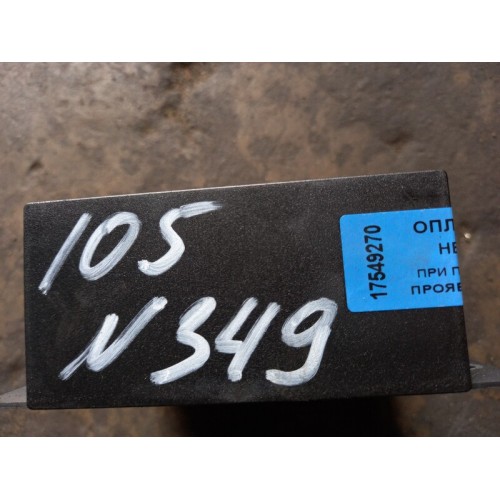 105
N349
17549270
ОПЛ
НЕ
ПРИ П
ПРОЯВ